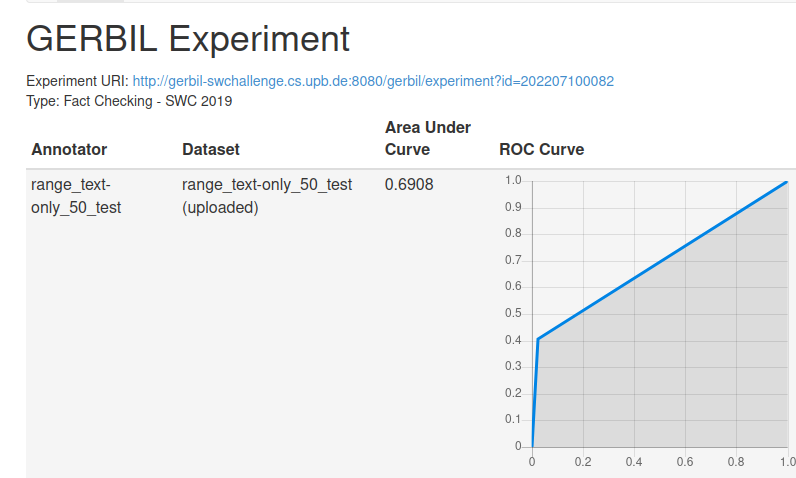 GERBIL Experiment
Experiment URI: http://gerbil-swchallenge.cs.upb.de:8080/gerbil/experiment?id=202207100082
Type: Fact Checking - SWC 2019
Annotator Dataset Area Under Curve ROC Curve
range_text-only_50_test range_text-only_50_test (uploaded) 0.6908
1.0
0.9
0.8
0.7
0.6
0.5
0.4
0.3
0.2
0.1
0
0 0.2 0.4 0.6 0.8 1.0